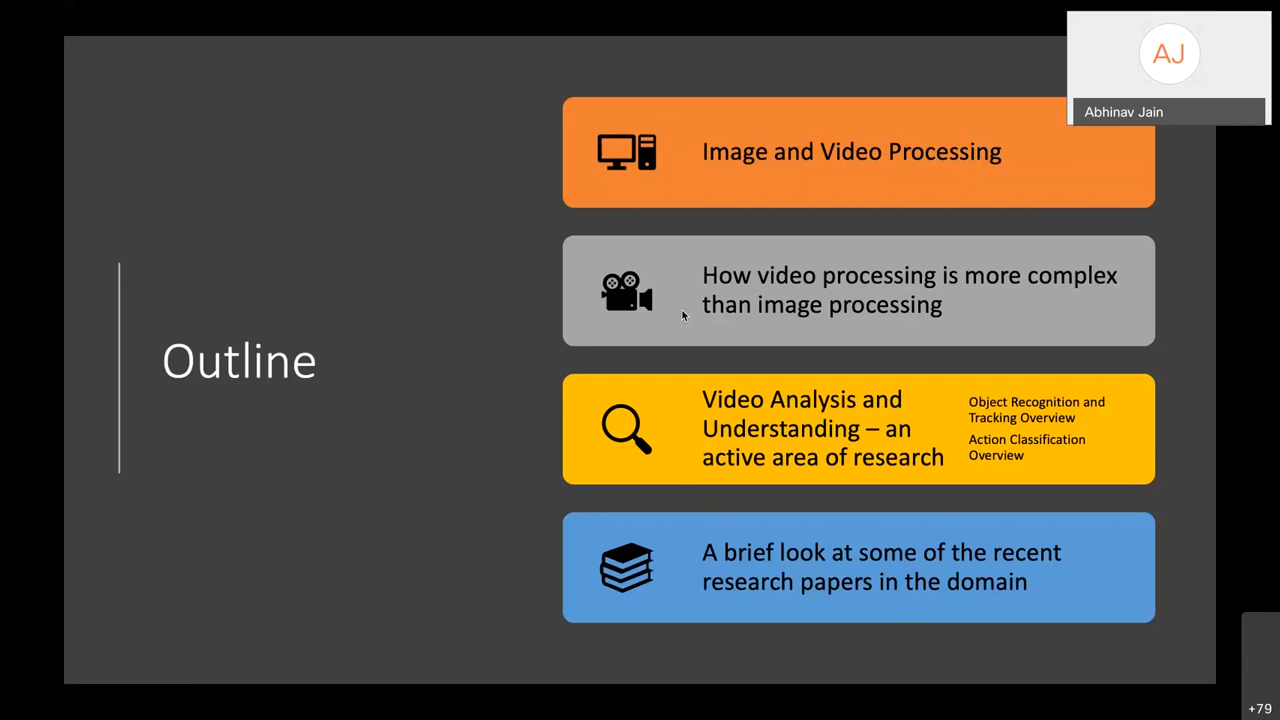 AJ
Abhinav Jain
Outline
Image and Video Processing
How video processing is more complex
than image processing
Video Analysis and
Understanding – an
active area of research
Object Recognition and
Tracking Overview
Action Classification
Overview
A brief look at some of the recent
research papers in the domain
+79